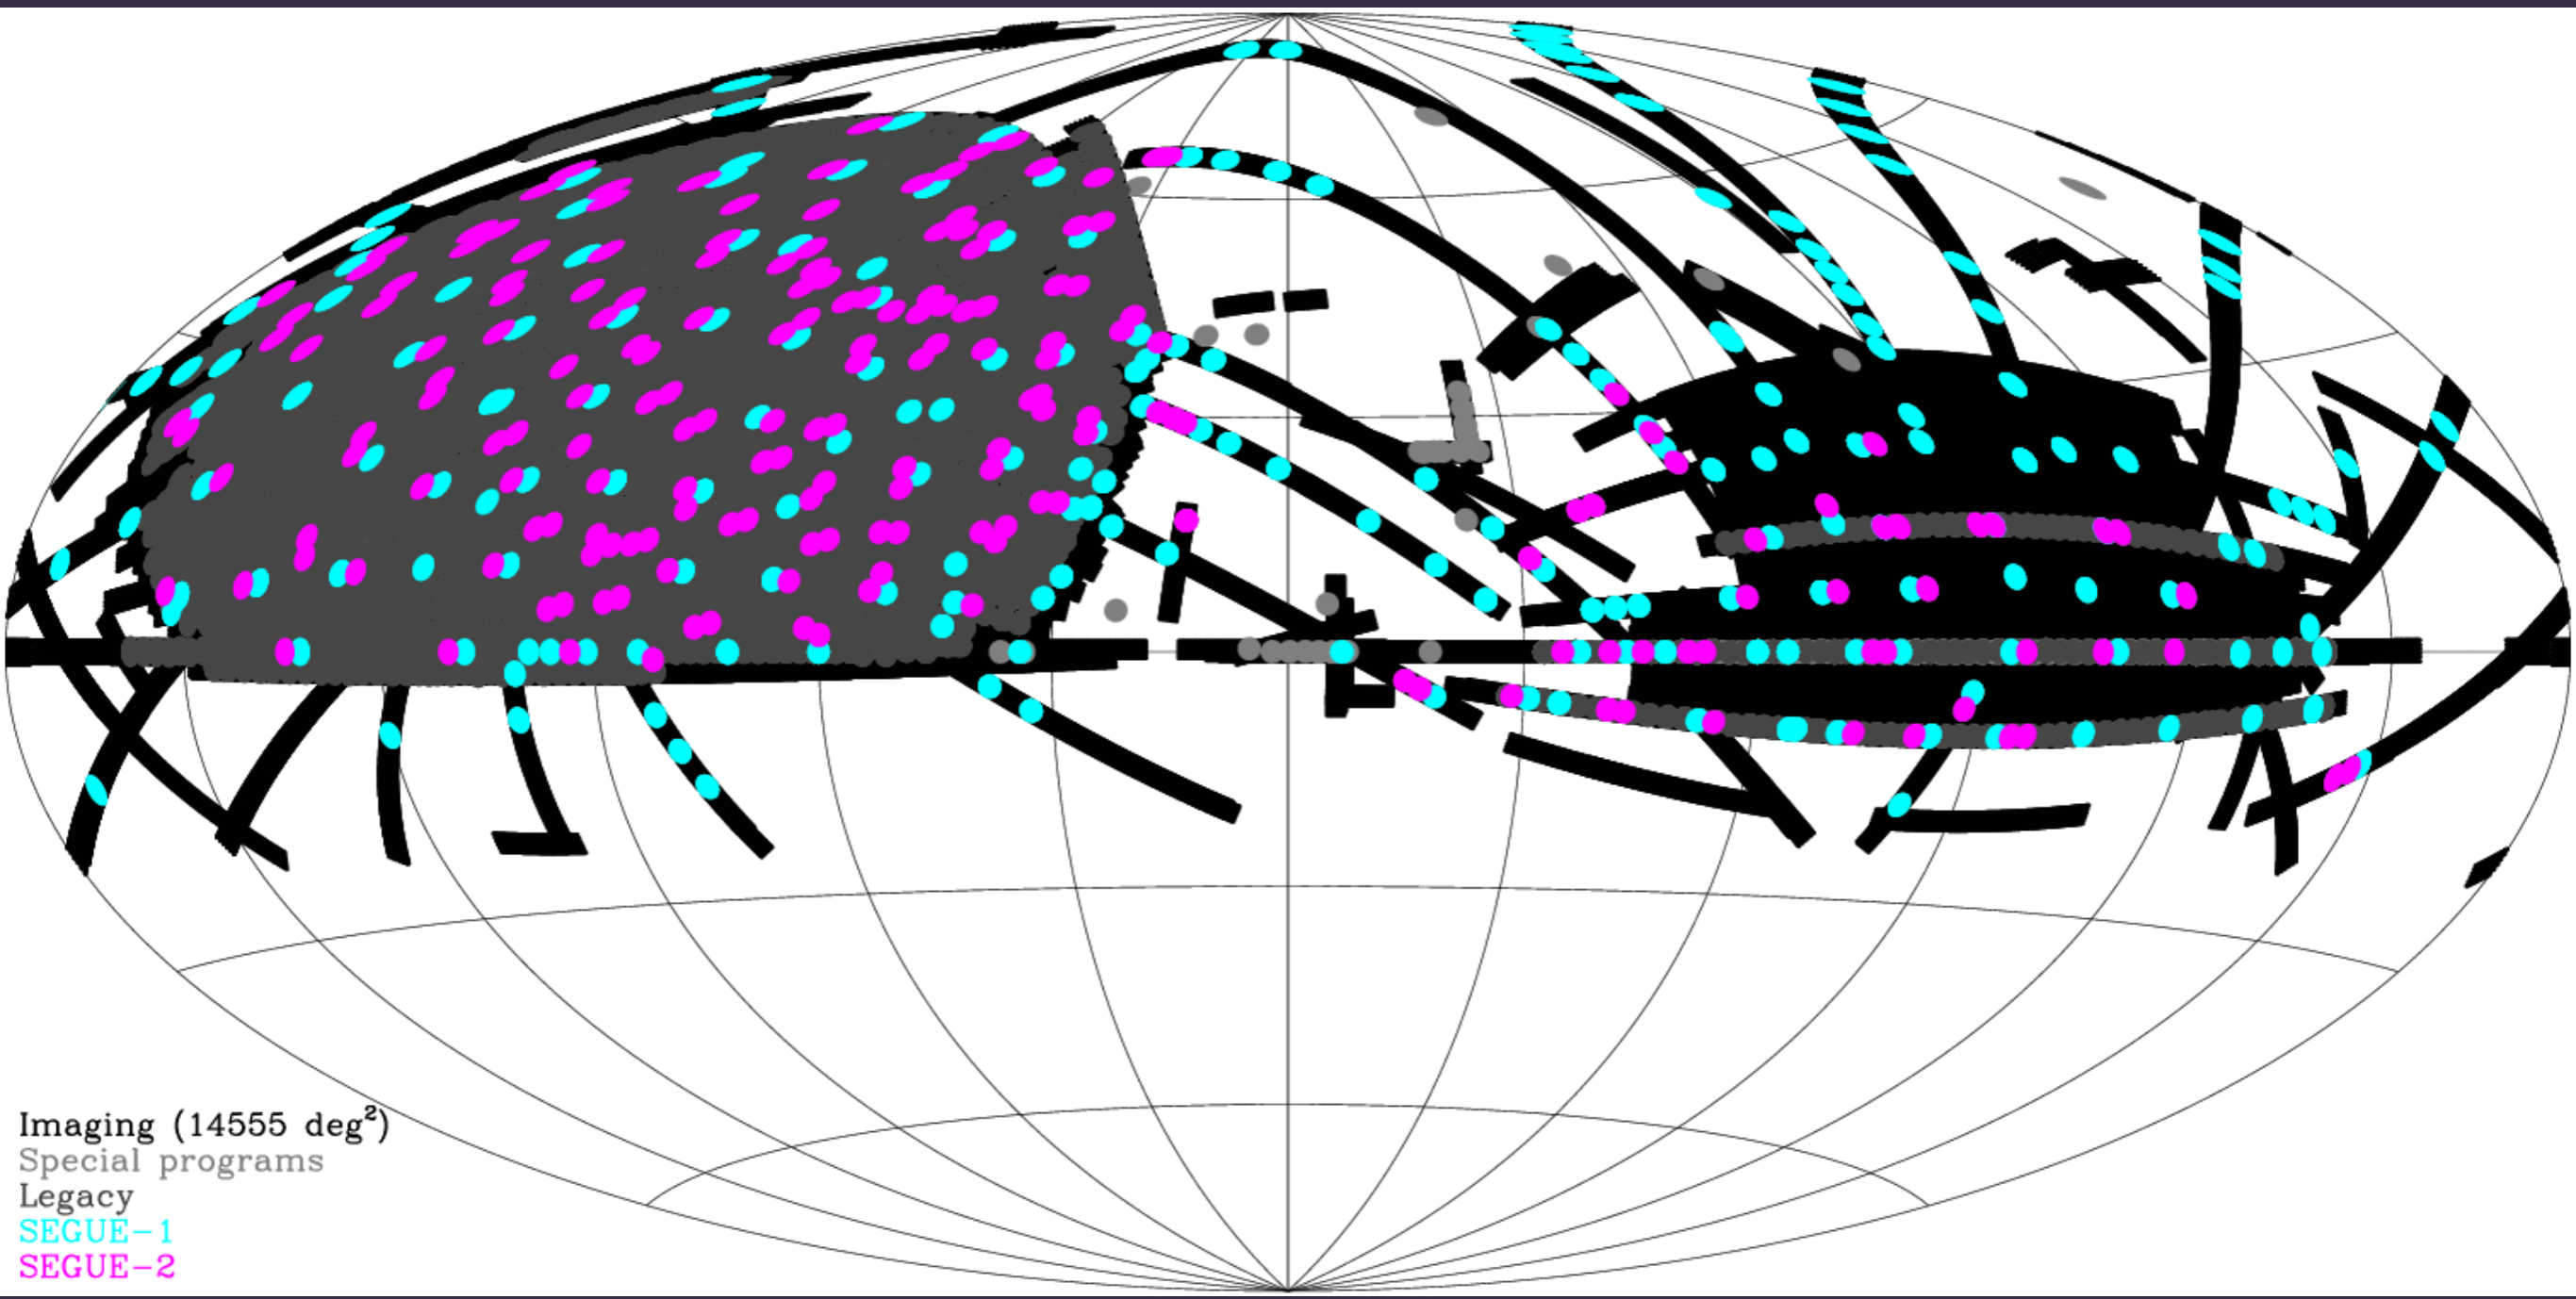 Imaging (14555 deg²)
Special programs
Legacy
SEGUE-1
SEGUE-2